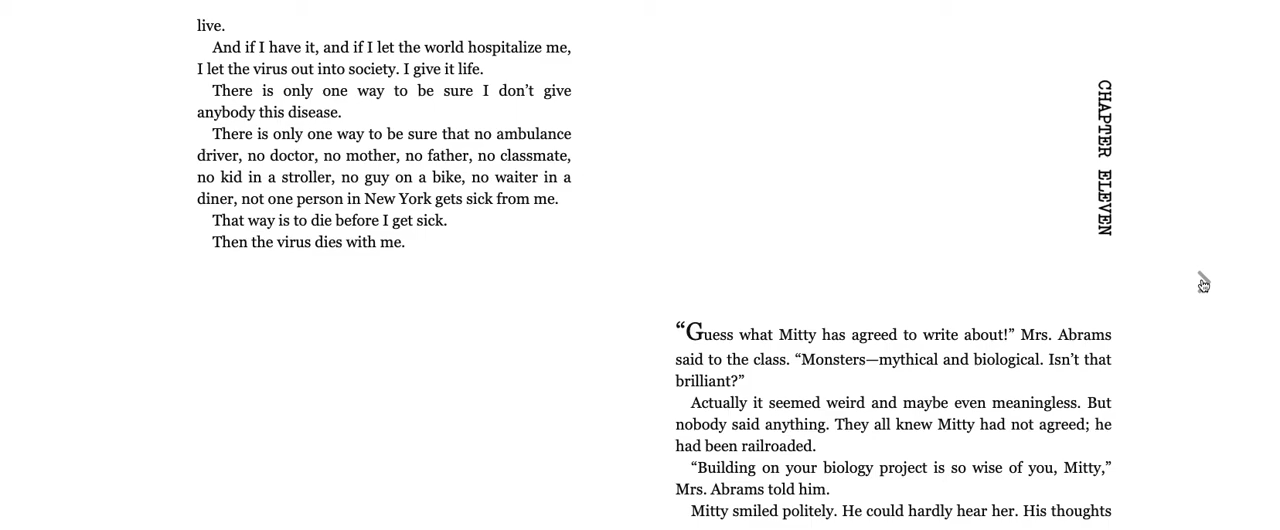 live.
And if I have it, and if I let the world hospitalize me,
I let the virus out into society. I give it life.
There is only one way to be sure I don’t give
anybody this disease.
There is only one way to be sure that no ambulance
driver, no doctor, no mother, no father, no classmate,
no kid in a stroller, no guy on a bike, no waiter in a
diner, not one person in New York gets sick from me.
That way is to die before I get sick.
Then the virus dies with me.
CHAPTER ELEVEN
“Guess what Mitty has agreed to write about!” Mrs. Abrams
said to the class. “Monsters—mythical and biological. Isn’t that
brilliant?”
Actually it seemed weird and maybe even meaningless. But
nobody said anything. They all knew Mitty had not agreed; he
had been railroaded.
“Building on your biology project is so wise of you, Mitty,”
Mrs. Abrams told him.
Mitty smiled politely. He could hardly hear her. His thoughts